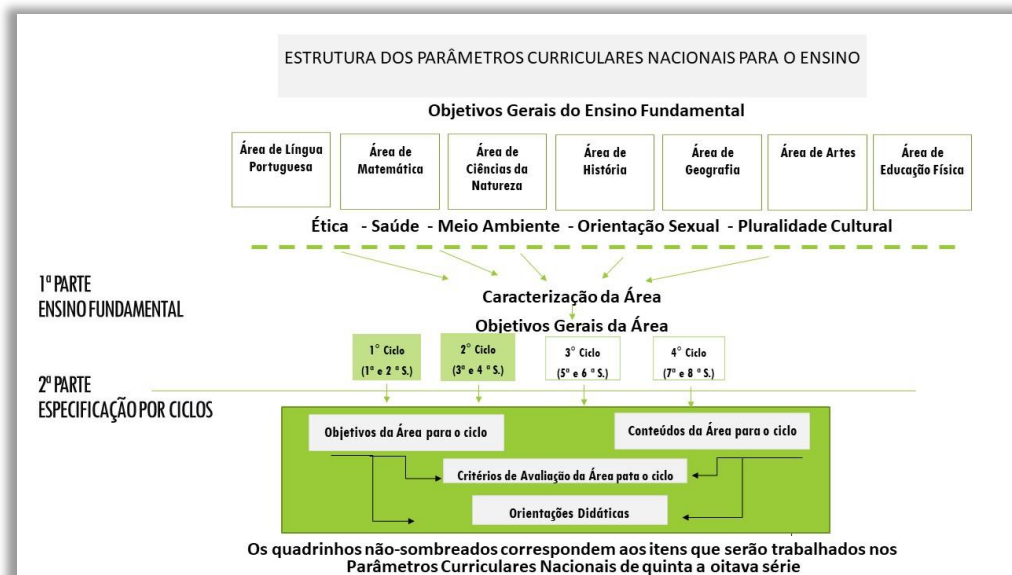 ESTRUTURA DOS PARÂMETROS CURRICULARES NACIONAIS PARA O ENSINO
Objetivos Gerais do Ensino Fundamental
Área de Língua
Portuguesa
Área de
Matemática
Área de
Ciências da
Natureza
Área de
História
Área de
Geografia
Área de Artes
Área de
Educação Física
Ética - Saúde - Meio Ambiente - Orientação Sexual - Pluralidade Cultural
1ª PARTE
ENSINO FUNDAMENTAL
Caracterização da Área
Objetivos Gerais da Área
1° Ciclo
(1ª e 2 ª S.)
2° Ciclo
(3ª e 4 ª S.)
3° Ciclo
(5ª e 6 ª S.)
4° Ciclo
(7ª e 8 ª S.)
2ª PARTE
ESPECIFICAÇÃO POR CICLOS
Objetivos da Área para o ciclo
Conteúdos da Área para o ciclo
Critérios de Avaliação da Área pata o ciclo
Orientações Didáticas
Os quadrinhos não-sombreados correspondem aos itens que serão trabalhados nos
Parâmetros Curriculares Nacionais de quinta a oitava série